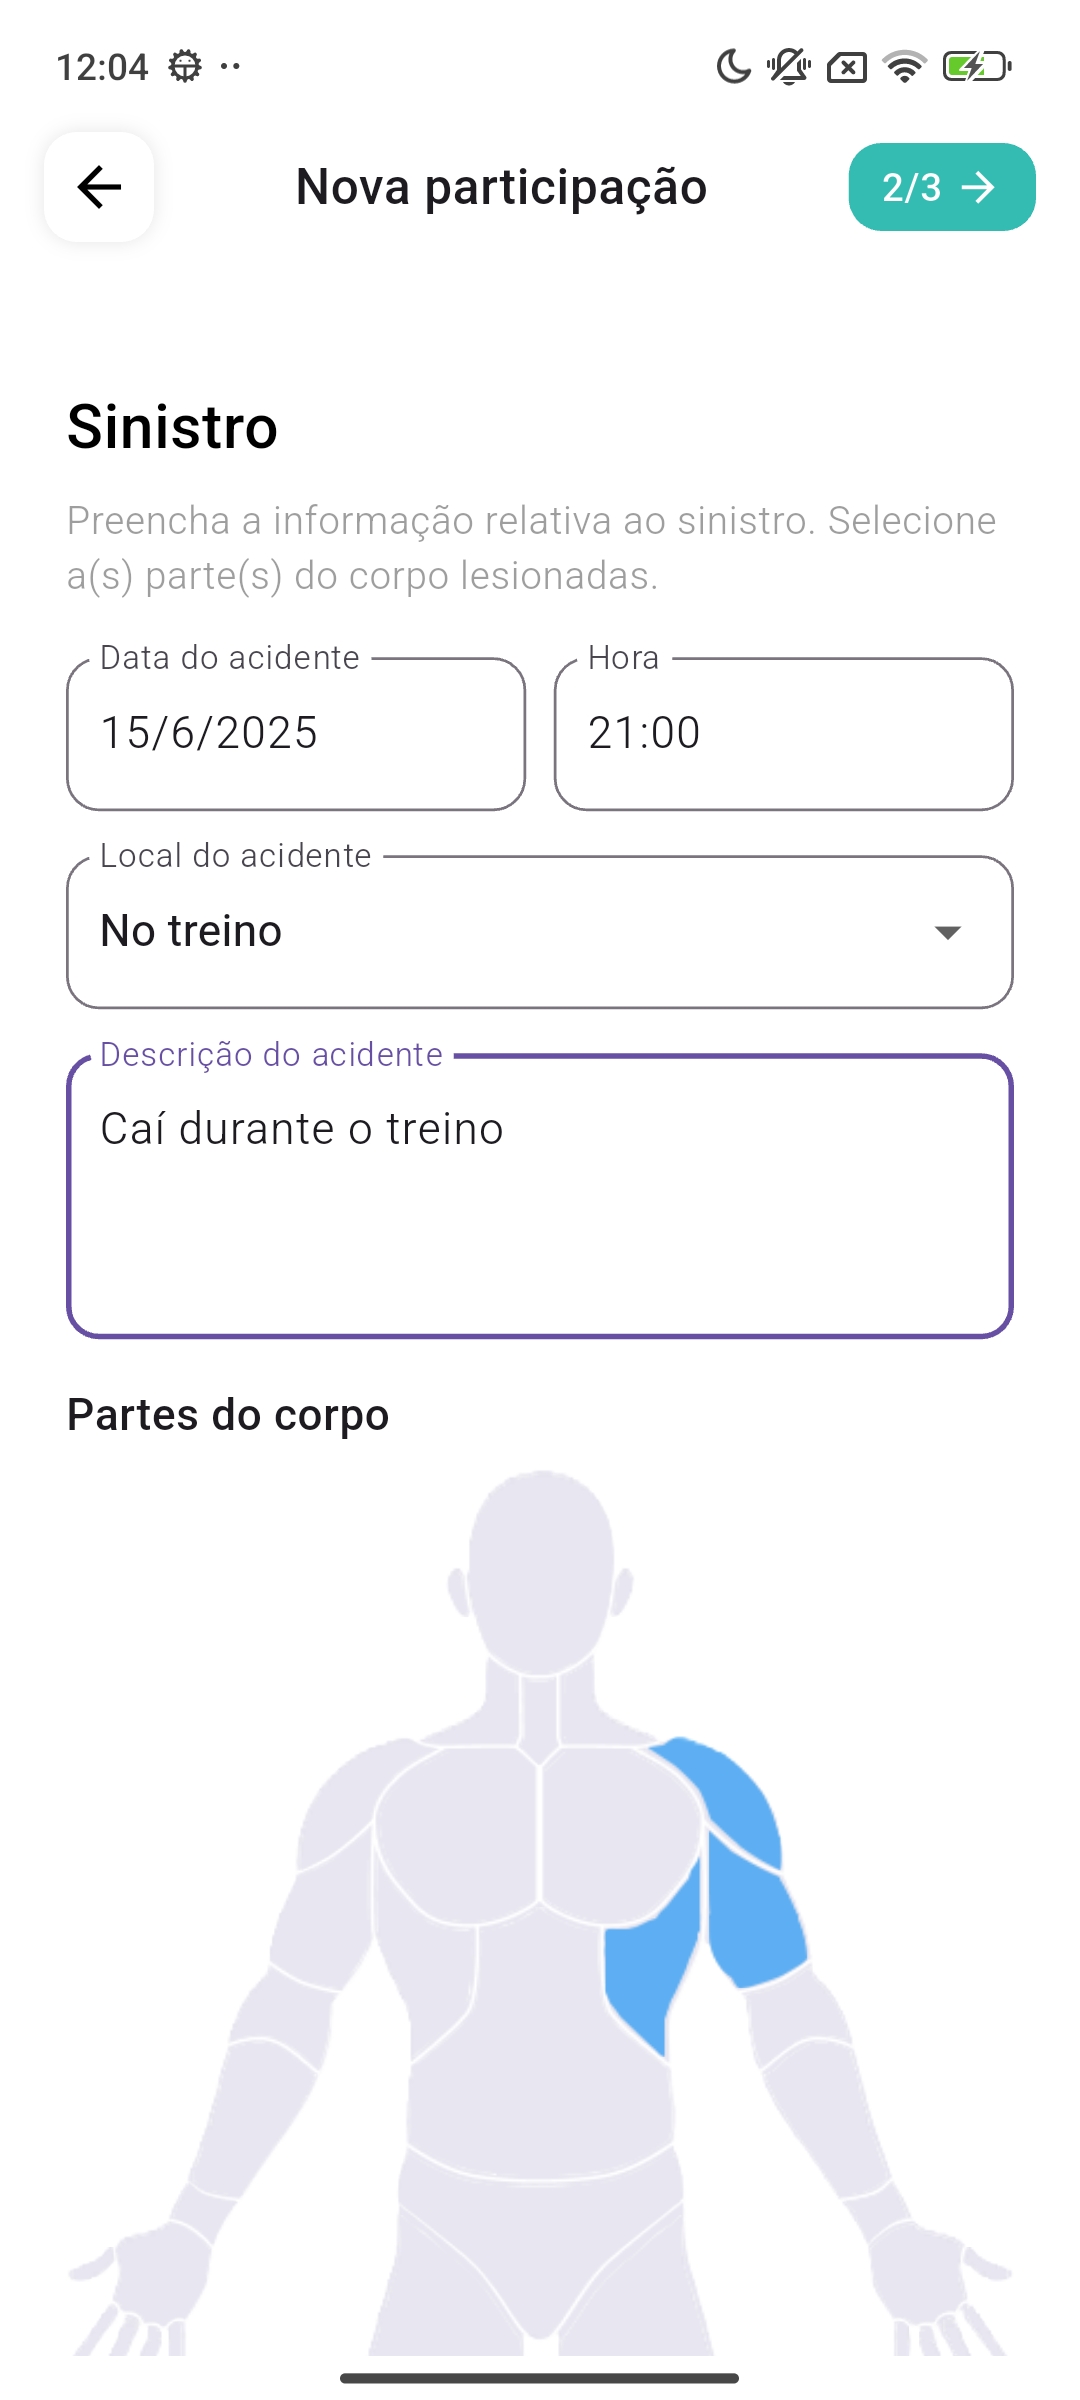 12:04
Nova participação
2/3
Sinistro
Preencha a informação relativa ao sinistro. Selecione
a(s) parte(s) do corpo lesionadas.
Data do acidente
15/6/2025
Hora
21:00
Local do acidente
No treino
Descrição do acidente
Caí durante o treino
Partes do corpo